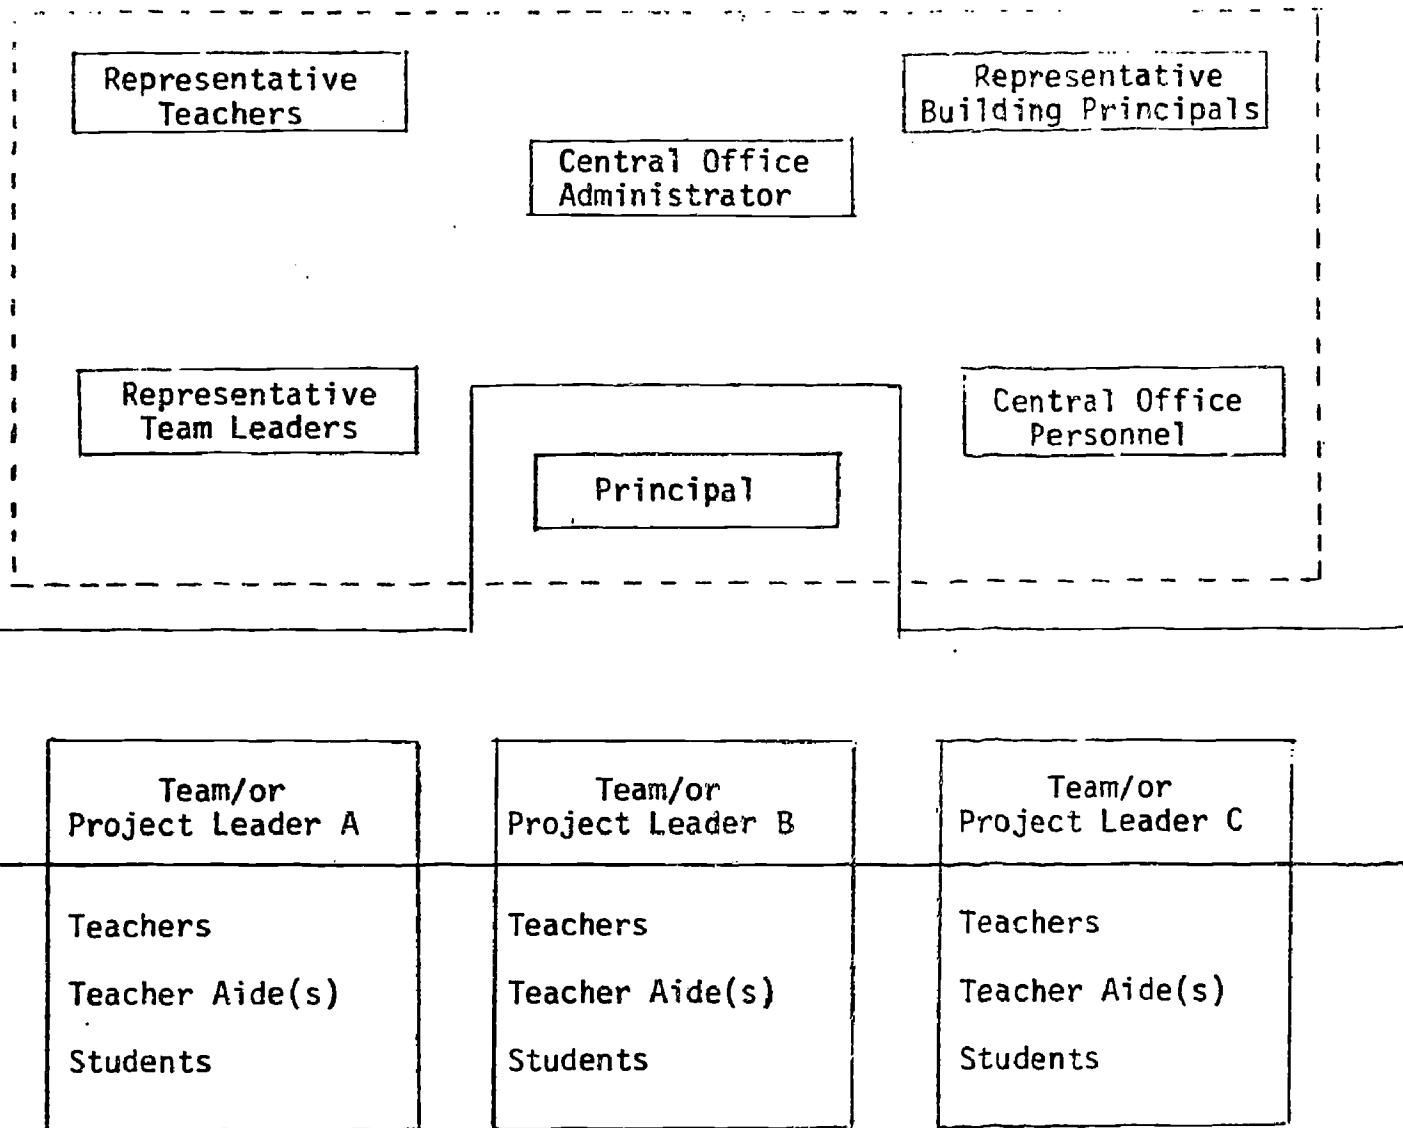 Representative
Teachers
Representative
Building Principals
Central Office
Administrator
Representative
Team Leaders
Central Office
Personnel
Principal
Team/or
Project Leader A
Teachers
Teacher Aide(s)
Students
Team/or
Project Leader B
Teachers
Teacher Aide(s)
Students
Team/or
Project Leader C
Teachers
Teacher Aide(s)
Students